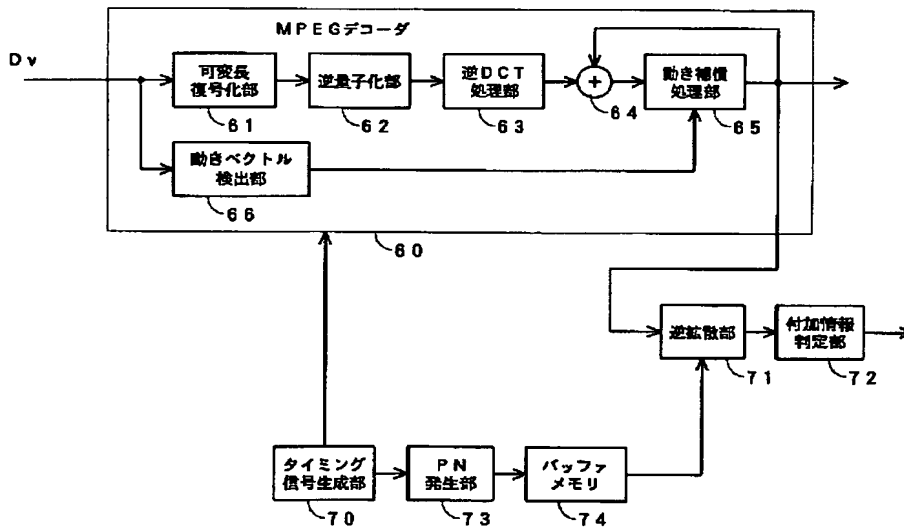 MPEGデコーダ
Dv
可変長
復号化部
逆量子化部
逆DCT
処理部
+
動き補償
処理部
61
62
63
64
65
動きベクトル
検出部
66
60
逆拡散部
付加情報
判定部
71
72
タイミング
信号生成部
PN
発生部
バッファ
メモリ
70
73
74